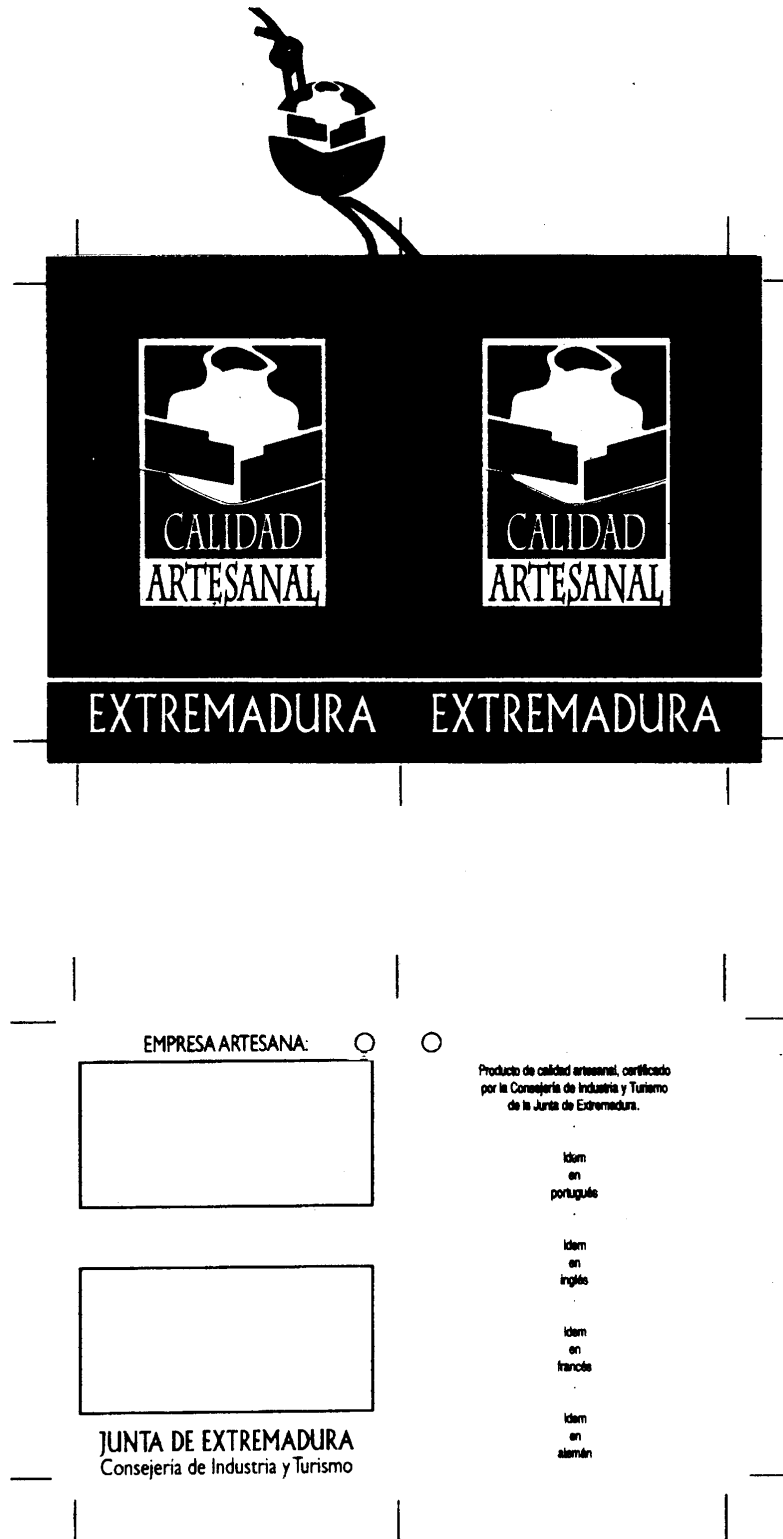 CALIDAD
ARTESANAL
CALIDAD
ARTESANAL
EXTREMADURA
EXTREMADURA
EMPRESA ARTESANA:
JUNTA DE EXTREMADURA
Consejería de Industria y Turismo
Producto de calidad artesanal, certificado
por la Consejería de Industria y Turismo
de la Junta de Extremadura.
Idem
en
portugués
Idem
en
inglés
Idem
en
francés
Idem
en
alemán